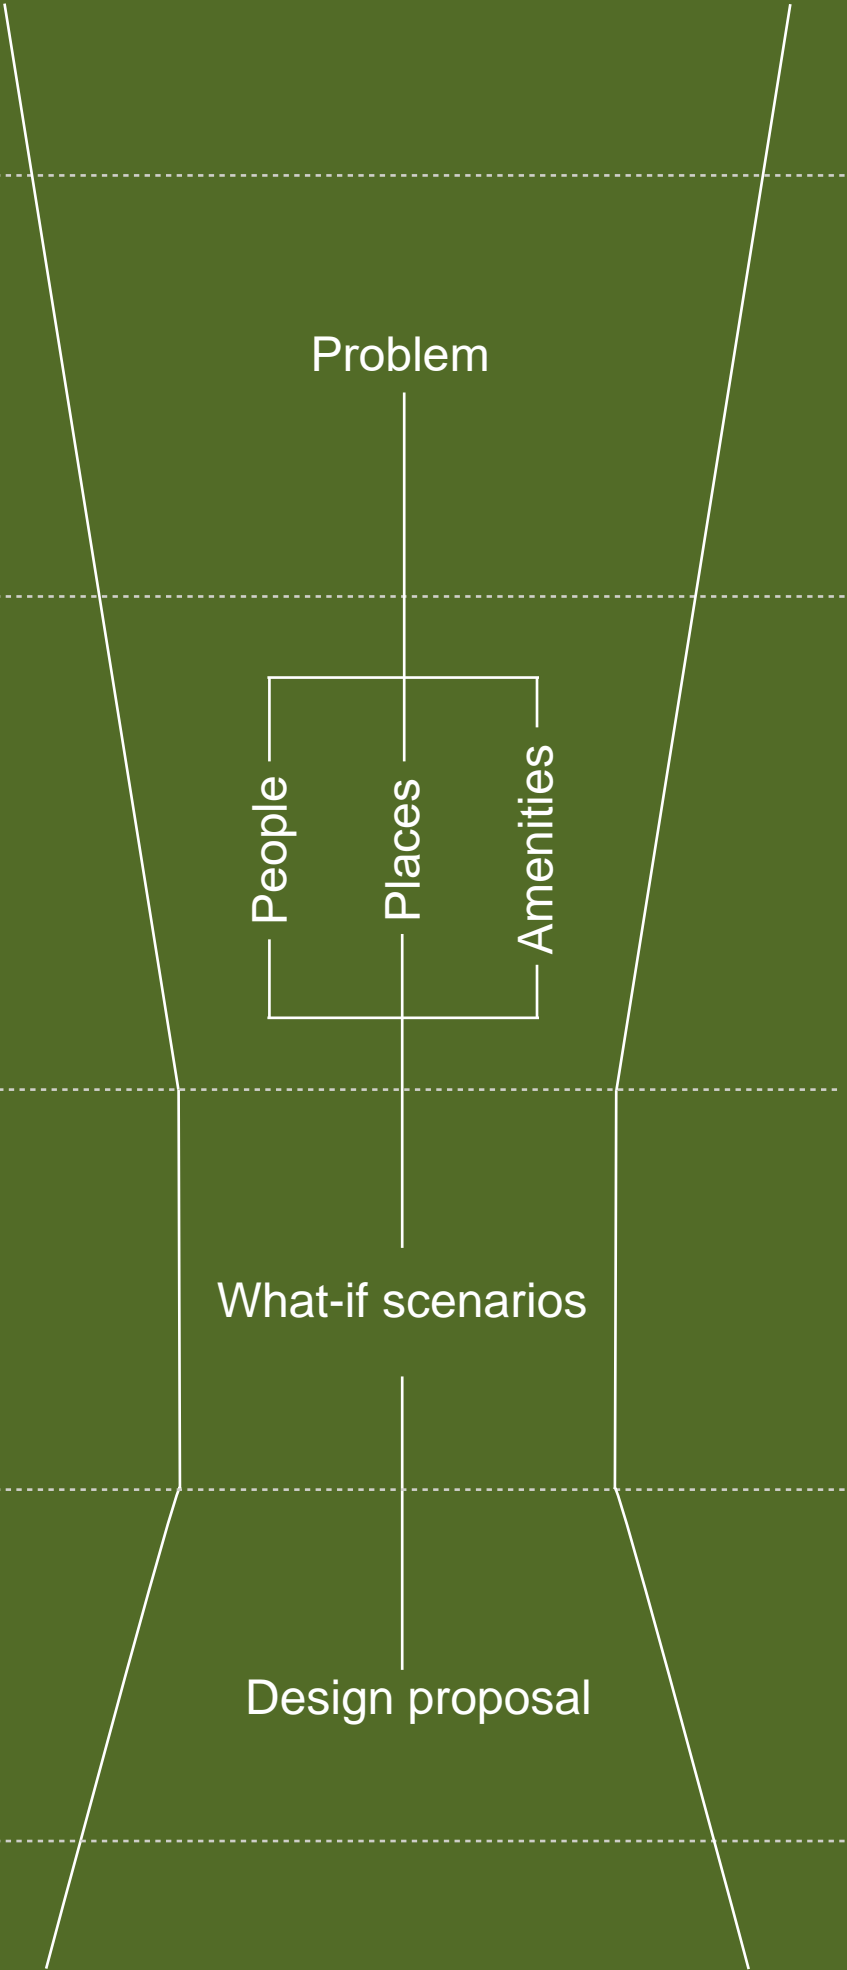 Problem
People
Places
Amenities
What-if scenarios
Design proposal